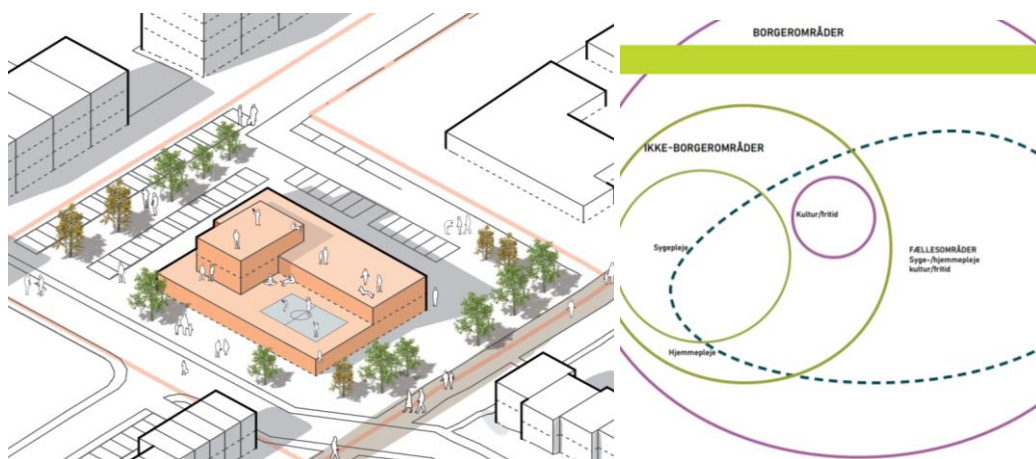 BORGEROMRÅDER
IKKE-BORGEROMRÅDER
Kultur/fritid
Sygepleje
FÆLLESOMRÅDER
Syge-/hjemmepleje
kultur/fritid
Hjemmepleje